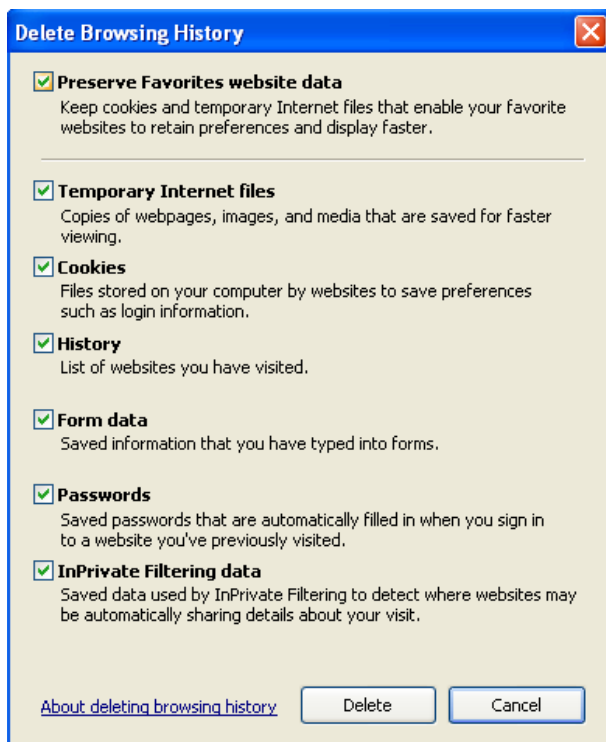 Delete Browsing History
Preserve Favorites website data
Keep cookies and temporary Internet files that enable your favorite
websites to retain preferences and display faster.
Temporary Internet files
Copies of webpages, images, and media that are saved for faster
viewing.
Cookies
Files stored on your computer by websites to save preferences
such as login information.
History
List of websites you have visited.
Form data
Saved information that you have typed into forms.
Passwords
Saved passwords that are automatically filled in when you sign in
to a website you've previously visited.
InPrivate Filtering data
Saved data used by InPrivate Filtering to detect where websites may
be automatically sharing details about your visit.
About deleting browsing history Delete Cancel